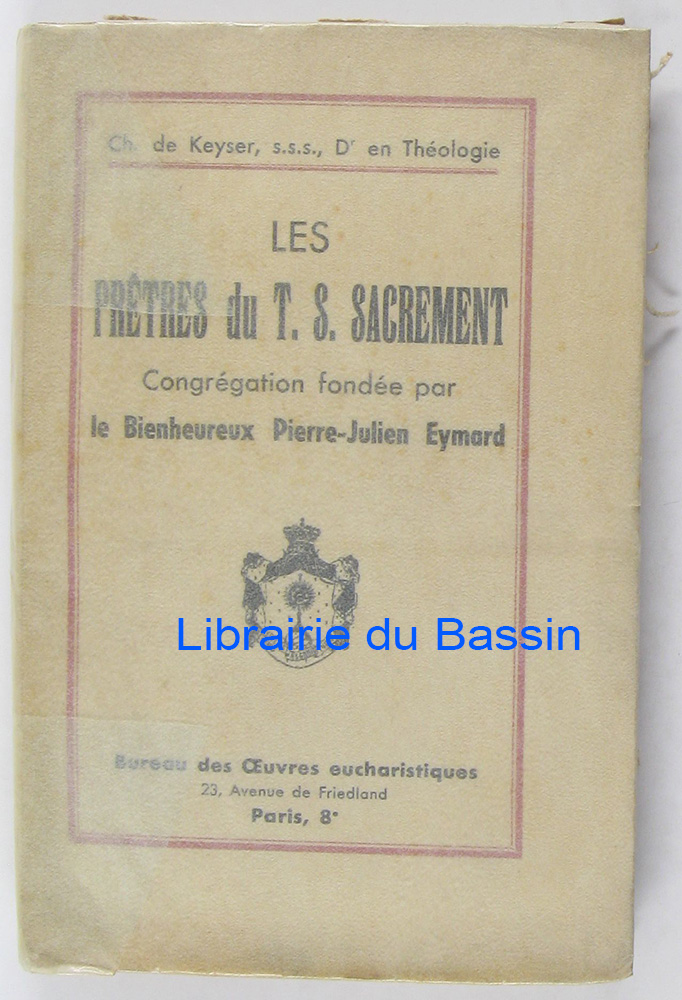 Ch. de Keyser, s.s.s., Dr en Théologie
LES
PRÊTRES du T. S. SACREMENT
Congrégation fondée par
le Bienheureux Pierre-Julien Eymard
Librairie du Bassin
Bureau des Œuvres eucharistiques
23, Avenue de Friedland
Paris, 8e